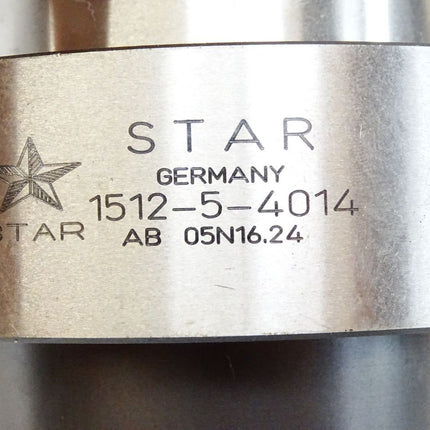 STAR
GERMANY
1512-5-4014
STAR
AB 05N16.24